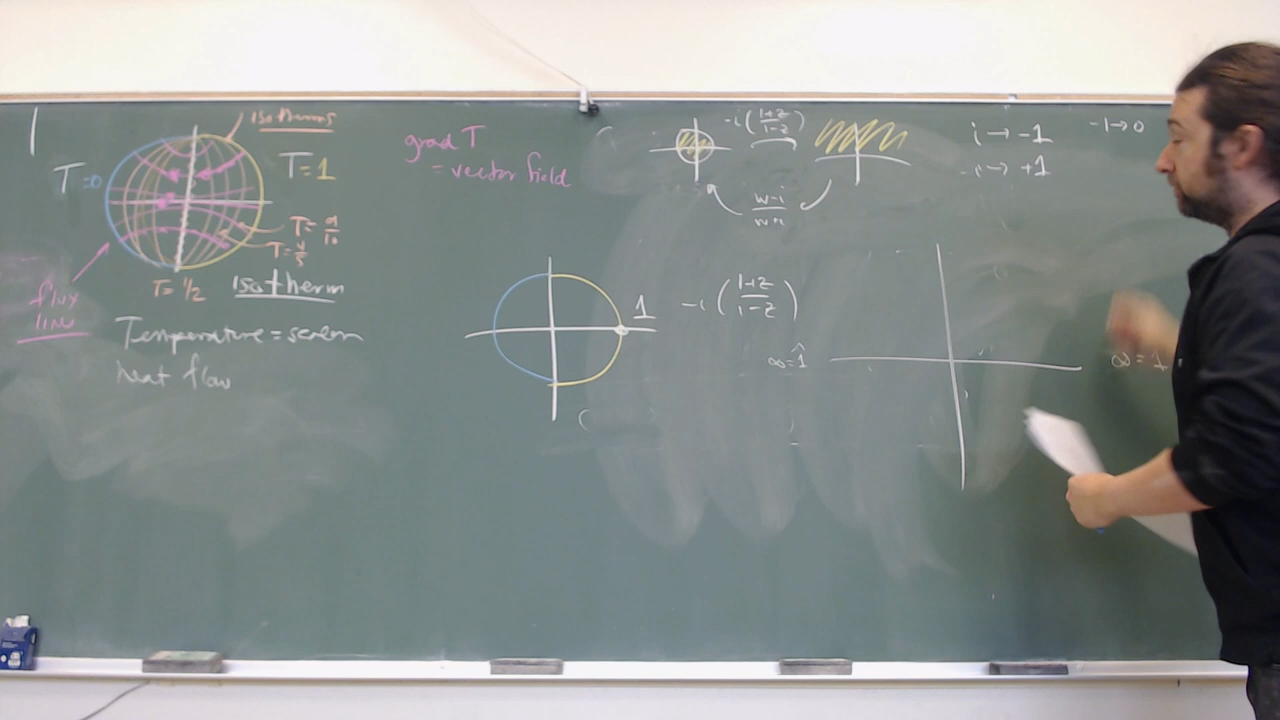 isotherms
T=0
T=1
T=9/10
T=4/5
T=1/2
isotherm
flux
line
Temperature =
heat flow
grad T
= vector field
-i(1+z/1-z)
w-i/w+i
i → -1
-i → +1
-1→0
1
-i(1+z/1-z)
∞=1
∞=1